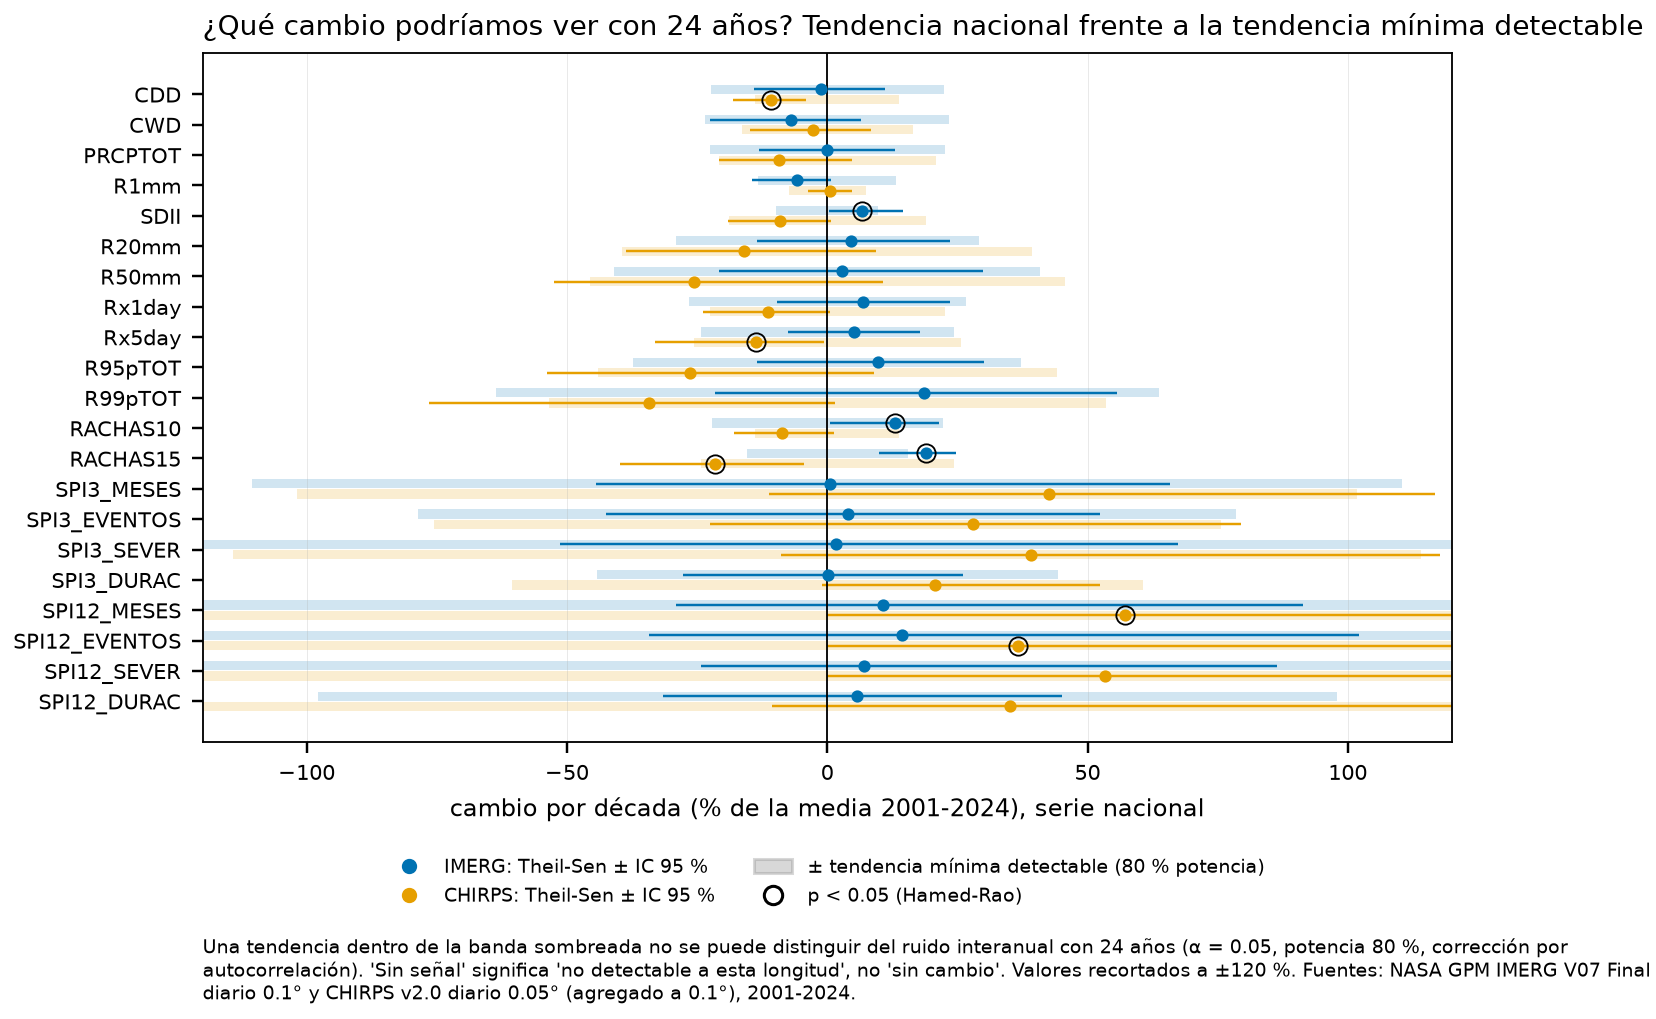 ¿Qué cambio podríamos ver con 24 años? Tendencia nacional frente a la tendencia mínima detectable
CDD
CWD
PRCPTOT
R1mm
SDII
R20mm
R50mm
Rx1day
Rx5day
R95pTOT
R99pTOT
RACHAS10
RACHAS15
SPI3_MESES
SPI3_EVENTOS
SPI3_SEVER
SPI3_DURAC
SPI12_MESES
SPI12_EVENTOS
SPI12_SEVER
SPI12_DURAC
−100 −50 0 50 100
cambio por década (% de la media 2001-2024), serie nacional
IMERG: Theil-Sen ± IC 95 %
CHIRPS: Theil-Sen ± IC 95 %
± tendencia mínima detectable (80 % potencia)
p < 0.05 (Hamed-Rao)
Una tendencia dentro de la banda sombreada no se puede distinguir del ruido interanual con 24 años (α = 0.05, potencia 80 %, corrección por
autocorrelación). 'Sin señal' significa 'no detectable a esta longitud', no 'sin cambio'. Valores recortados a ±120 %. Fuentes: NASA GPM IMERG V07 Final
diario 0.1° y CHIRPS v2.0 diario 0.05° (agregado a 0.1°), 2001-2024.